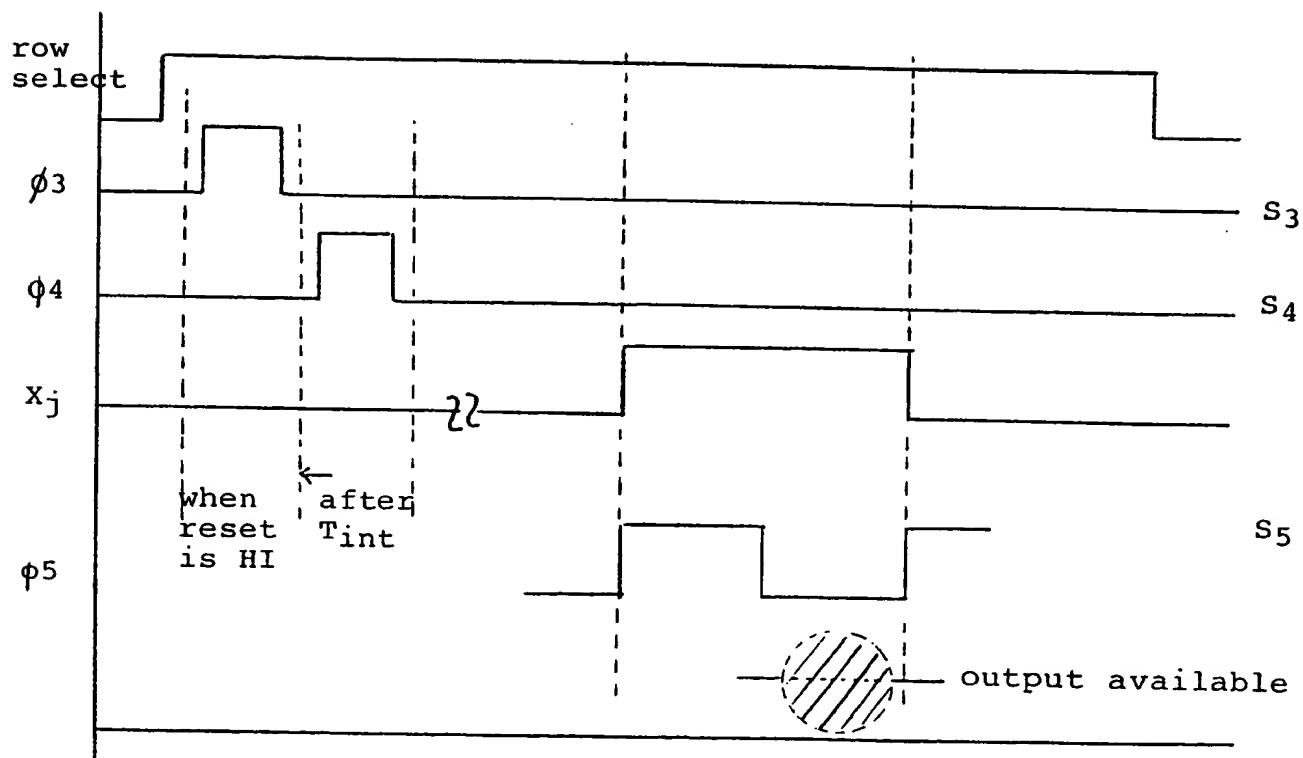 row
select
ϕ3
S3
ϕ4
S4
Xj
when
reset
is HI
← after
Tint
ϕ5
S5
output available